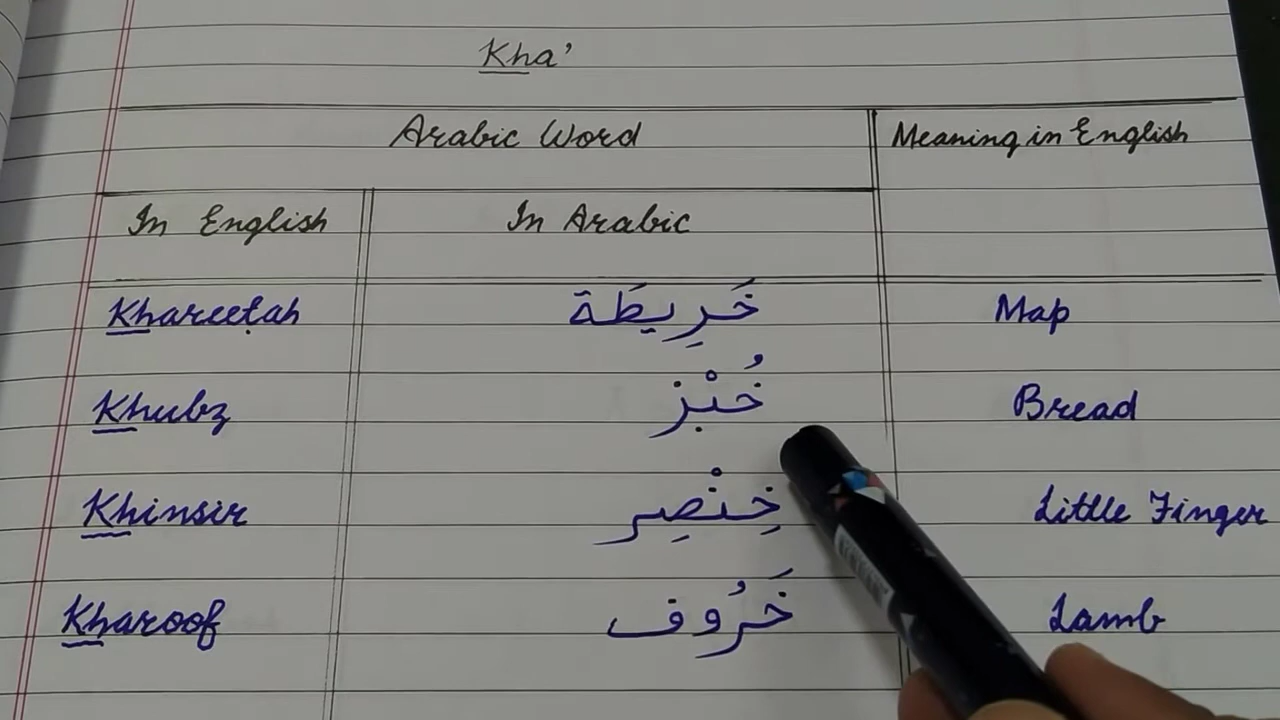 Kha'
Arabic Word Meaning in English
In English In Arabic
Khareeṭah خَرِيطَة Map
Khubz خُبْز Bread
Khinsir خِنْصِر Little Finger
Kharoof خَرُوف Lamb